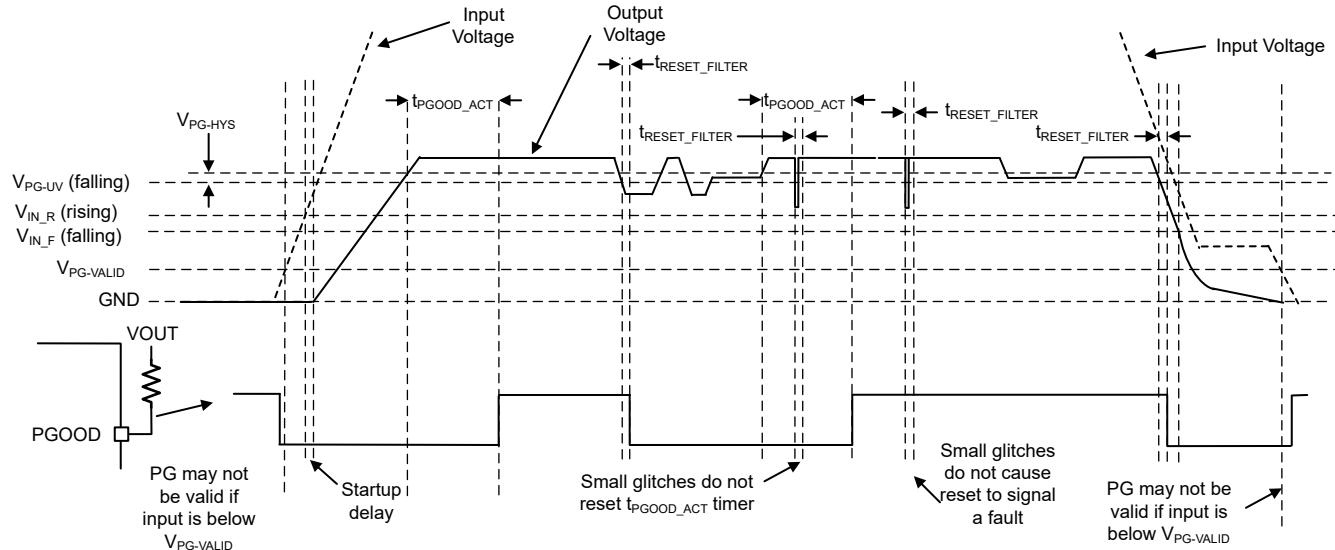 Input
Voltage
Output
Voltage
Input Voltage
tRESET_FILTER
tPGOOD_ACT
tPGOOD_ACT
tRESET_FILTER
tRESET_FILTER
tRESET_FILTER
VPG-HYS
VPG-UV (falling)
VIN_R (rising)
VIN_F (falling)
VPG-VALID
GND
VOUT
PGOOD
PG may not
be valid if
input is below
VPG-VALID
Startup
delay
Small glitches do not
reset tPGOOD_ACT timer
Small glitches
do not cause
reset to signal
a fault
PG may not be
valid if input is
below VPG-VALID